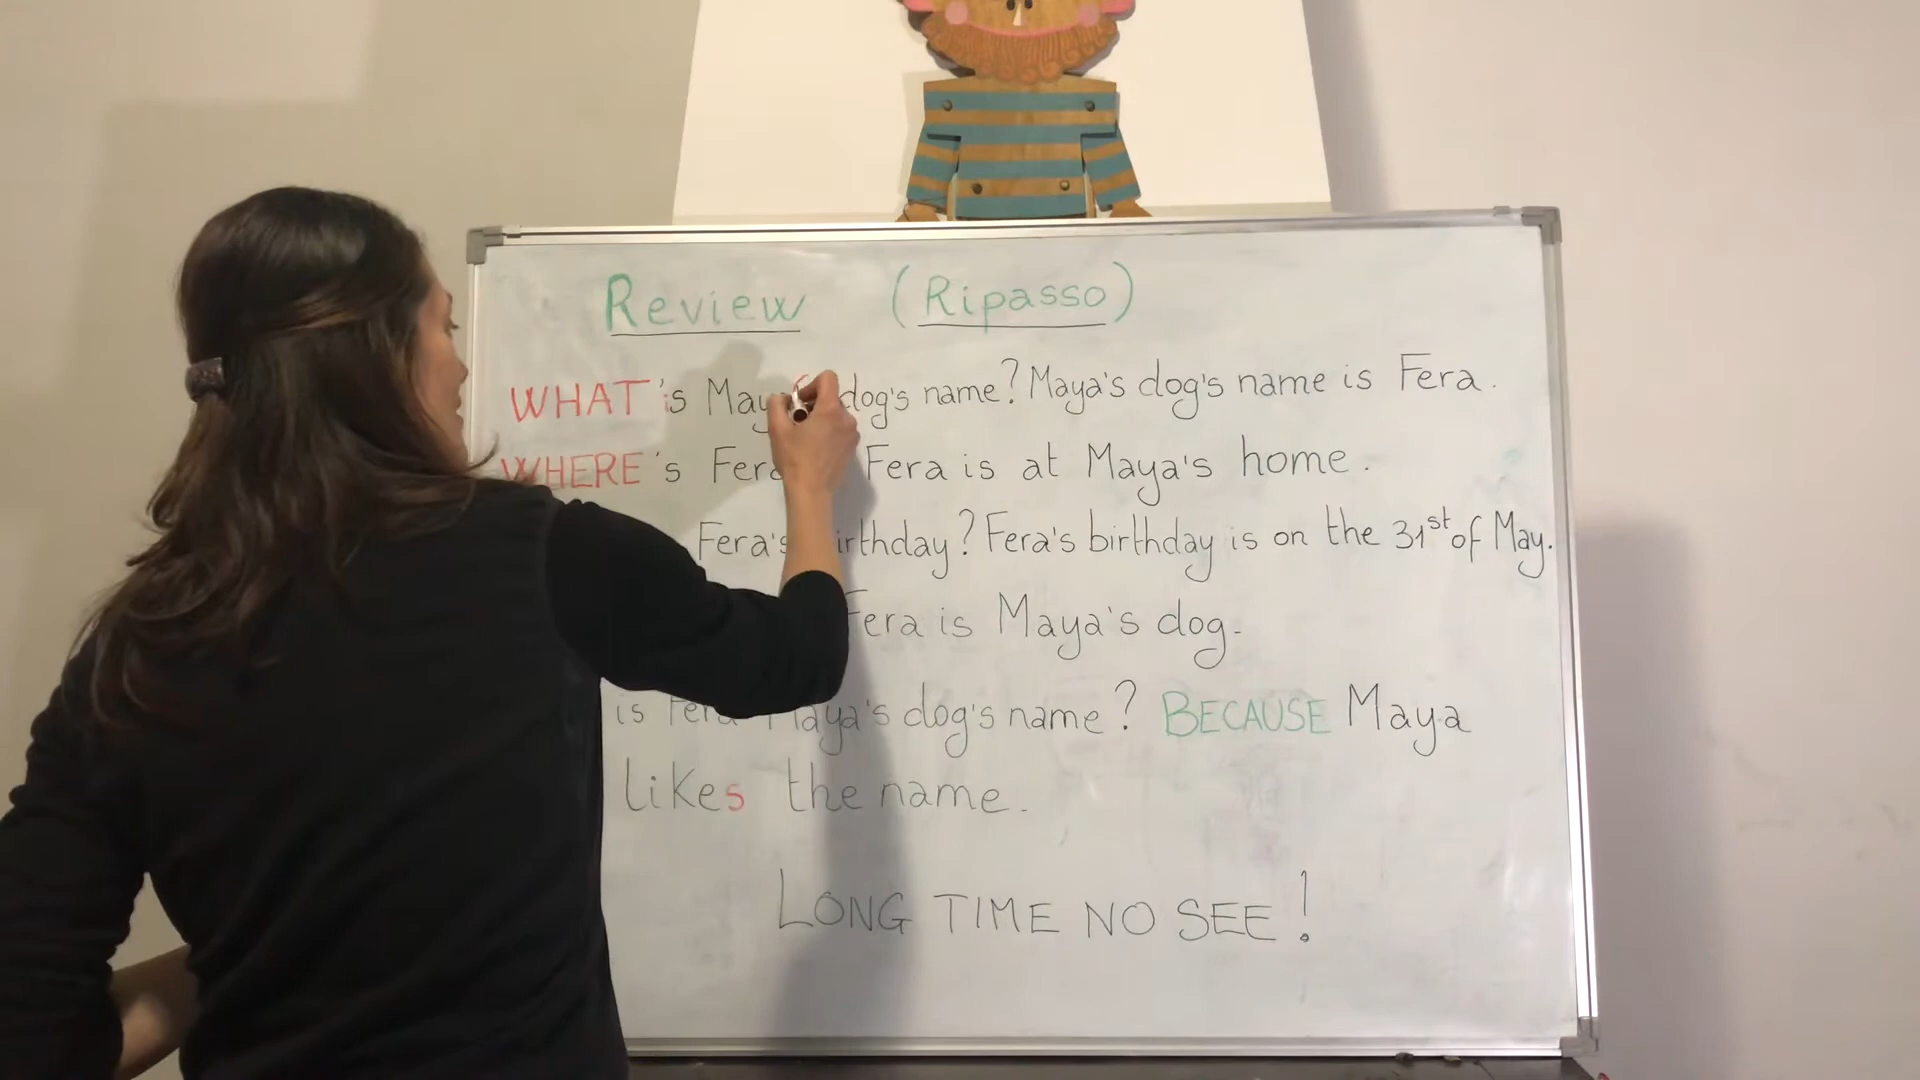 Review (Ripasso)
WHAT's dog's name? Maya's dog's name is Fera.
WHERE's Fera is at Maya's home.
Fera's birthday? Fera's birthday is on the 31st of May.
Fera is Maya's dog.
is Fera Maya's dog's name? BECAUSE Maya
likes the name.
LONG TIME NO SEE!